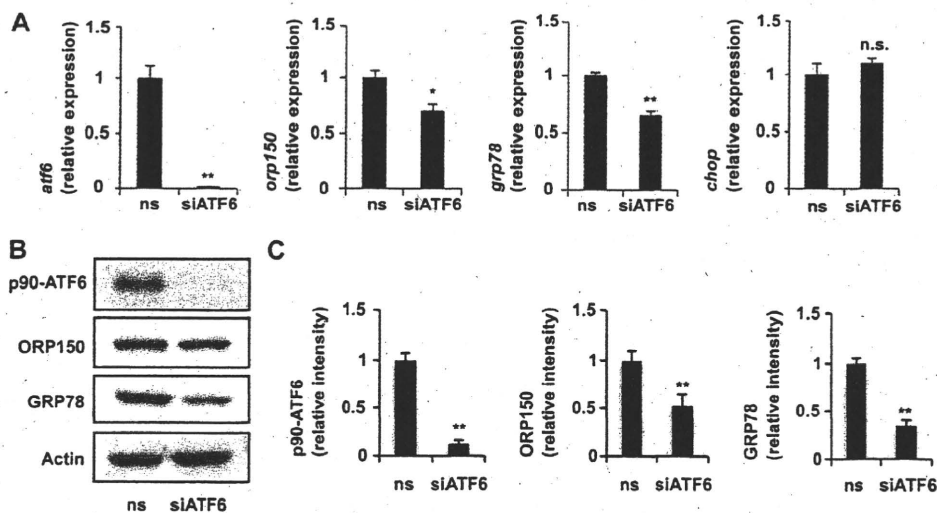 A
atf6
(relative expression)
1.5
1
0.5
0
**
ns siATF6
orp150
(relative expression)
1.5
1
0.5
*
ns siATF6
grp78
(relative expression)
1.5
1
0.5
**
ns siATF6
chop
(relative expression)
1.5
1
0.5
n.s.
ns siATF6
B
p90-ATF6
ORP150
GRP78
Actin
ns siATF6
C
p90-ATF6
(relative intensity)
1.5
1
0.5
0
**
ns siATF6
ORP150
(relative intensity)
1.5
1
0.5
0
**
ns siATF6
GRP78
(relative intensity)
1.5
1
0.5
0
**
ns siATF6